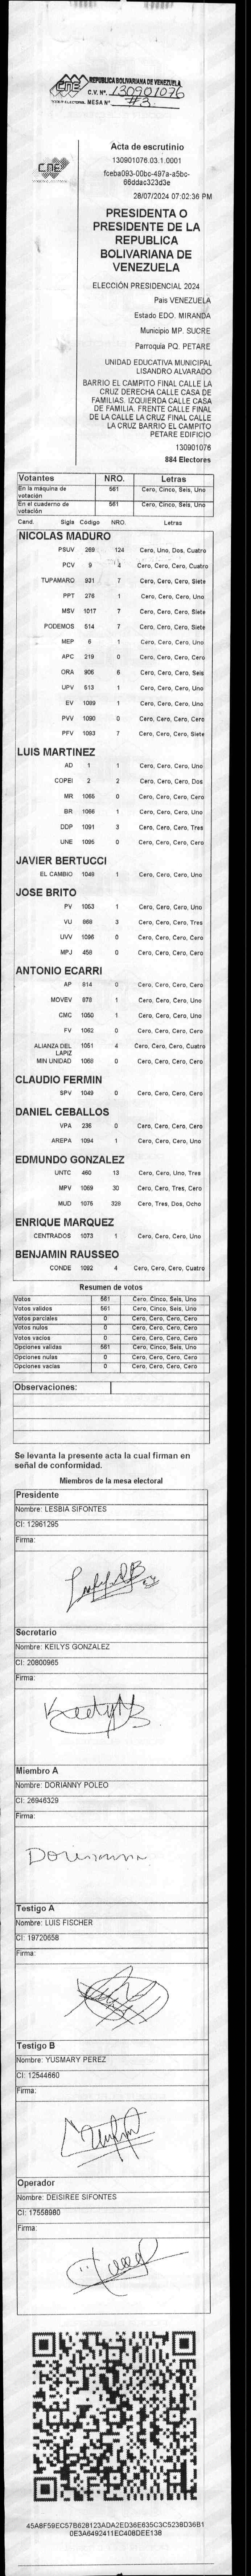 CNE
REPUBLICA BOLIVARIANA DE VENEZUELA
C.V. Nº. 130901076
MESA Nº #3
CNE
Acta de escrutinio
130901076.03.1.0001
28/07/2024 07:02:36 PM
PRESIDENTA O
PRESIDENTE DE LA
REPUBLICA
BOLIVARIANA DE
VENEZUELA
ELECCIÓN PRESIDENCIAL 2024
Pais VENEZUELA
Estado EDO. MIRANDA
Municipio MP. SUCRE
Parroquia PQ. PETARE
UNIDAD EDUCATIVA MUNICIPAL
LISANDRO ALVARADO
BARRIO EL CAMPITO FINAL CALLE LA
CRUZ DERECHA CALLE CASA DE
FAMILIAS. IZQUIERDA CALLE CASA
DE FAMILIA. FRENTE CALLE FINAL
DE LA CALLE LA CRUZ FINAL CALLE
LA CRUZ BARRIO EL CAMPITO
PETARE EDIFICIO
130901076
884 Electores
Votantes NRO. Letras
En la máquina de votación 561 Cero, Cinco, Seis, Uno
En el cuaderno de votación 561 Cero, Cinco, Seis, Uno
Cand. Sigla Código NRO. Letras
NICOLAS MADURO
PSUV 269 124 Cero, Uno, Dos, Cuatro
PCV 9 4 Cero, Cero, Cero, Cuatro
TUPAMARO 931 7 Cero, Cero, Cero, Siete
PPT 276 1 Cero, Cero, Cero, Uno
MSV 1017 7 Cero, Cero, Cero, Siete
PODEMOS 514 7 Cero, Cero, Cero, Siete
MEP 6 1 Cero, Cero, Cero, Uno
APC 219 0 Cero, Cero, Cero, Cero
ORA 906 6 Cero, Cero, Cero, Seis
UPV 613 1 Cero, Cero, Cero, Uno
EV 1089 1 Cero, Cero, Cero, Uno
PVV 1090 0 Cero, Cero, Cero, Cero
PFV 1093 7 Cero, Cero, Cero, Siete
LUIS MARTINEZ
AD 1 1 Cero, Cero, Cero, Uno
COPEI 2 2 Cero, Cero, Cero, Dos
MR 1065 0 Cero, Cero, Cero, Cero
BR 1066 1 Cero, Cero, Cero, Uno
DDP 1091 3 Cero, Cero, Cero, Tres
UNE 1095 0 Cero, Cero, Cero, Cero
JAVIER BERTUCCI
EL CAMBIO 1048 1 Cero, Cero, Cero, Uno
JOSE BRITO
PV 1053 1 Cero, Cero, Cero, Uno
VU 868 3 Cero, Cero, Cero, Tres
UVV 1096 0 Cero, Cero, Cero, Cero
MPJ 458 0 Cero, Cero, Cero, Cero
ANTONIO ECARRI
AP 814 0 Cero, Cero, Cero, Cero
MOVEV 878 1 Cero, Cero, Cero, Uno
CMC 1050 1 Cero, Cero, Cero, Uno
FV 1062 0 Cero, Cero, Cero, Cero
ALIANZA DEL LAPIZ 1051 4 Cero, Cero, Cero, Cuatro
MIN UNIDAD 1068 0 Cero, Cero, Cero, Cero
CLAUDIO FERMIN
SPV 1049 0 Cero, Cero, Cero, Cero
DANIEL CEBALLOS
VPA 236 0 Cero, Cero, Cero, Cero
AREPA 1094 1 Cero, Cero, Cero, Uno
EDMUNDO GONZALEZ
UNTC 460 13 Cero, Cero, Uno, Tres
MPV 1069 30 Cero, Cero, Tres, Cero
MUD 1075 328 Cero, Tres, Dos, Ocho
ENRIQUE MARQUEZ
CENTRADOS 1073 1 Cero, Cero, Cero, Uno
BENJAMIN RAUSSEO
CONDE 1092 4 Cero, Cero, Cero, Cuatro
Resumen de votos
Votos 561 Cero, Cinco, Seis, Uno
Votos validos 561 Cero, Cinco, Seis, Uno
Votos parciales 0 Cero, Cero, Cero, Cero
Votos nulos 0 Cero, Cero, Cero, Cero
Votos vacios 0 Cero, Cero, Cero, Cero
Opciones validas 561 Cero, Cinco, Seis, Uno
Opciones nulas 0 Cero, Cero, Cero, Cero
Opciones vacias 0 Cero, Cero, Cero, Cero
Observaciones:
Se levanta la presente acta la cual firman en
señal de conformidad.
Miembros de la mesa electoral
Presidente
Nombre: LESBIA SIFONTES
CI: 12961295
Firma:
Secretario
Nombre: KEILYS GONZALEZ
CI: 20800965
Firma:
Miembro A
Nombre: DORIANNY POLEO
CI: 26946329
Firma:
Testigo A
Nombre: LUIS FISCHER
CI: 19720658
Firma:
Testigo B
Nombre: YUSMARY PEREZ
CI: 12544660
Firma:
Operador
Nombre: DEISIREE SIFONTES
CI: 17558980
Firma:
45A8F59EC57B628123ADA2ED36E635C3C5238D36B1
0E3A6492411EC408DEE138